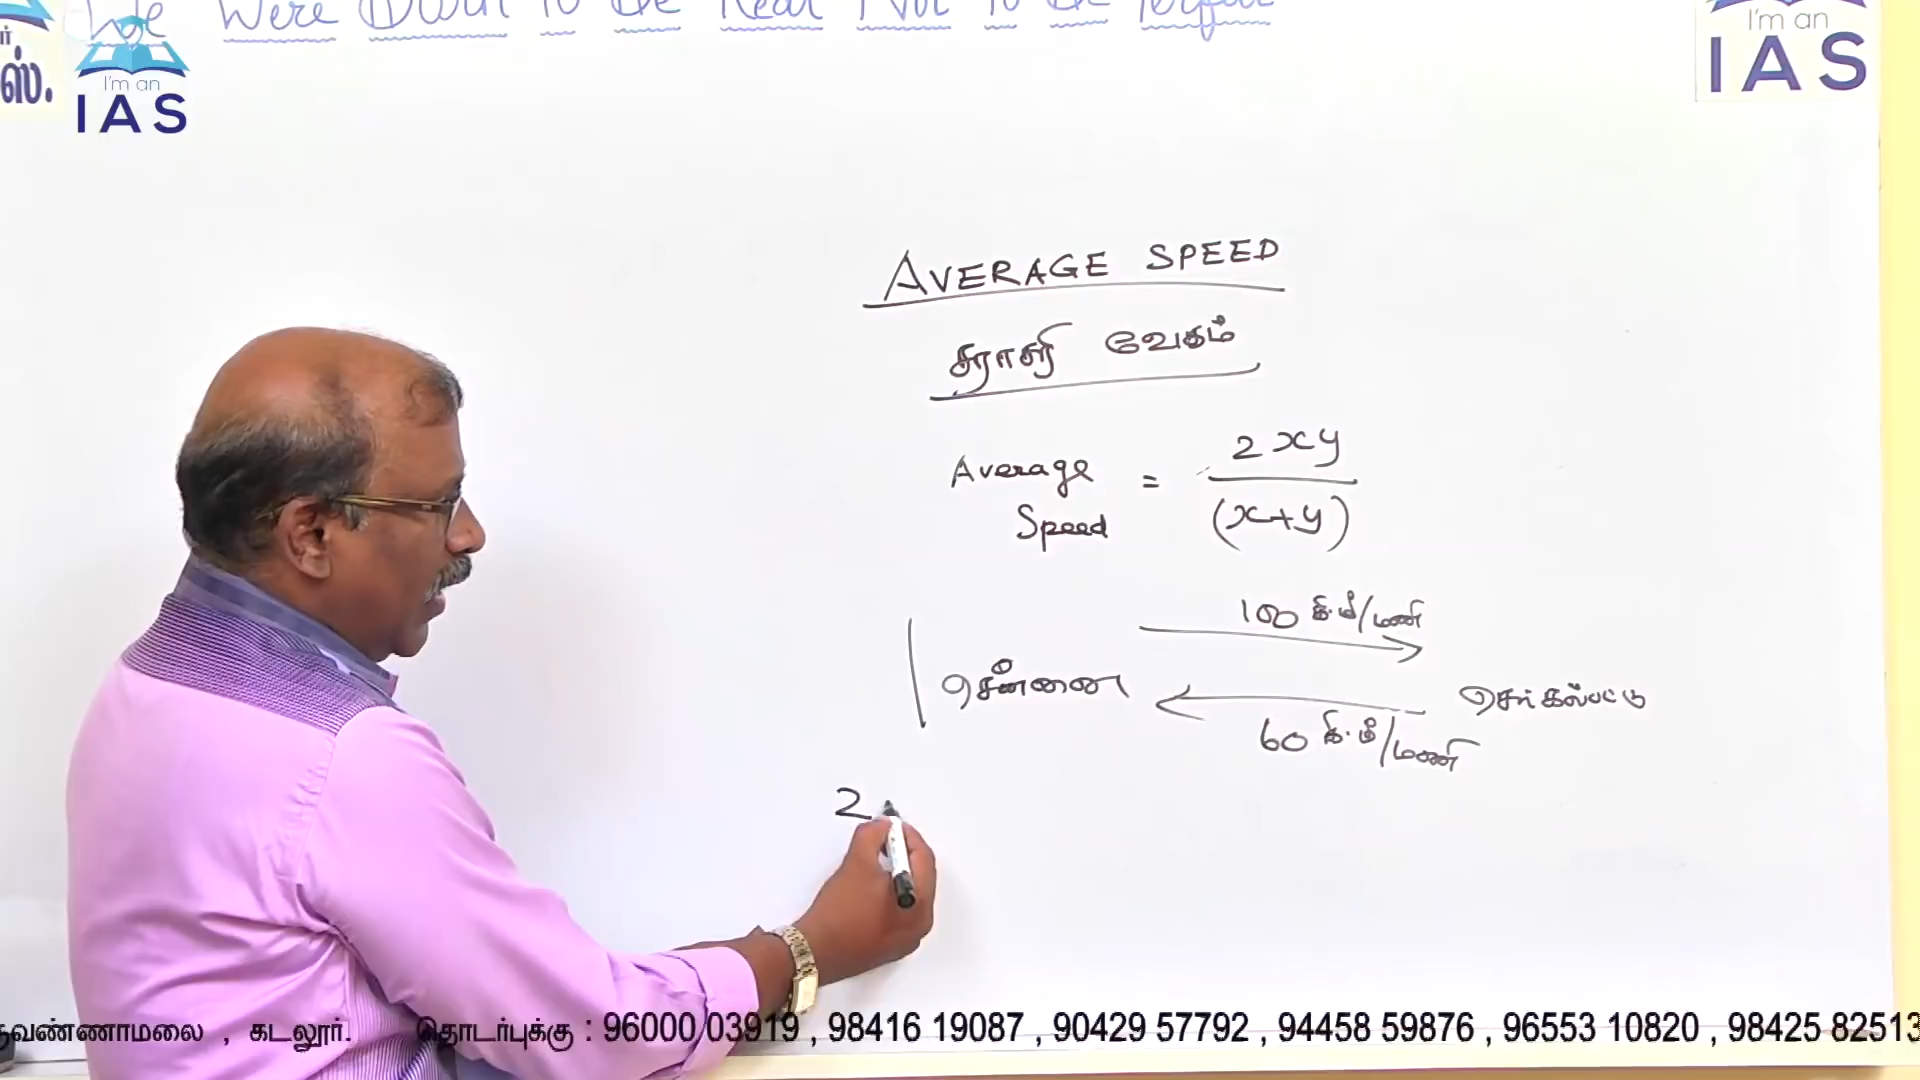 We Were Born To Be Real Not To Be Perfect
I'm an
IAS
ஸ்.
I'm an
IAS
AVERAGE SPEED
சராசரி வேகம்
Average Speed = 2xy / (x+y)
100 கி.மீ/மணி
சென்னை
செங்கல்பட்டு
60 கி.மீ/மணி
2
கடலூர். தொடர்புக்கு : 96000 03919 , 98416 19087 , 90429 57792 , 94458 59876 , 96553 10820 , 98425 82513